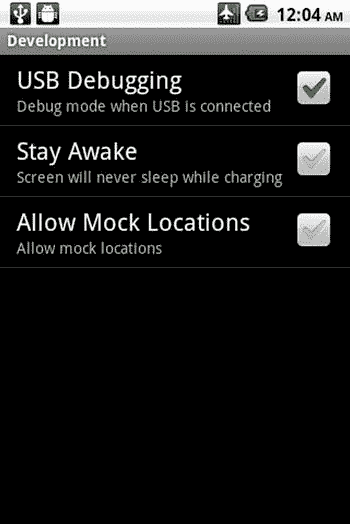 12:04 AM
Development
USB Debugging
Debug mode when USB is connected
Stay Awake
Screen will never sleep while charging
Allow Mock Locations
Allow mock locations